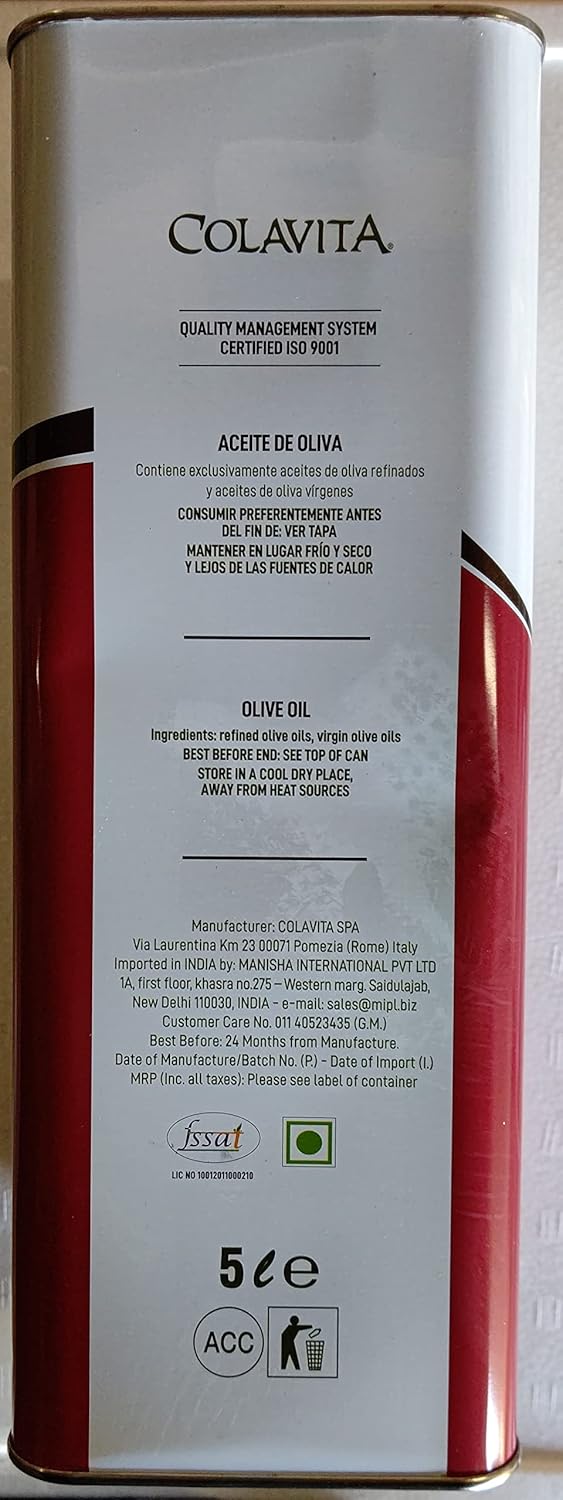 COLAVITA®
QUALITY MANAGEMENT SYSTEM
CERTIFIED ISO 9001
ACEITE DE OLIVA
Contiene exclusivamente aceites de oliva refinados
y aceites de oliva vírgenes
CONSUMIR PREFERENTEMENTE ANTES
DEL FIN DE: VER TAPA
MANTENER EN LUGAR FRÍO Y SECO
Y LEJOS DE LAS FUENTES DE CALOR
OLIVE OIL
Ingredients: refined olive oils, virgin olive oils
BEST BEFORE END: SEE TOP OF CAN
STORE IN A COOL DRY PLACE,
AWAY FROM HEAT SOURCES
Manufacturer: COLAVITA SPA
Via Laurentina Km 23 00071 Pomezia (Rome) Italy
Imported in INDIA by: MANISHA INTERNATIONAL PVT LTD
1A, first floor, khasra no.275 – Western marg. Saidulajab,
New Delhi 110030, INDIA - e-mail: sales@mipl.biz
Customer Care No. 011 40523435 (G.M.)
Best Before: 24 Months from Manufacture.
Date of Manufacture/Batch No. (P.) - Date of Import (I.)
MRP (Inc. all taxes): Please see label of container
fssai
LIC NO 10012011000210
5 ℓ e
ACC